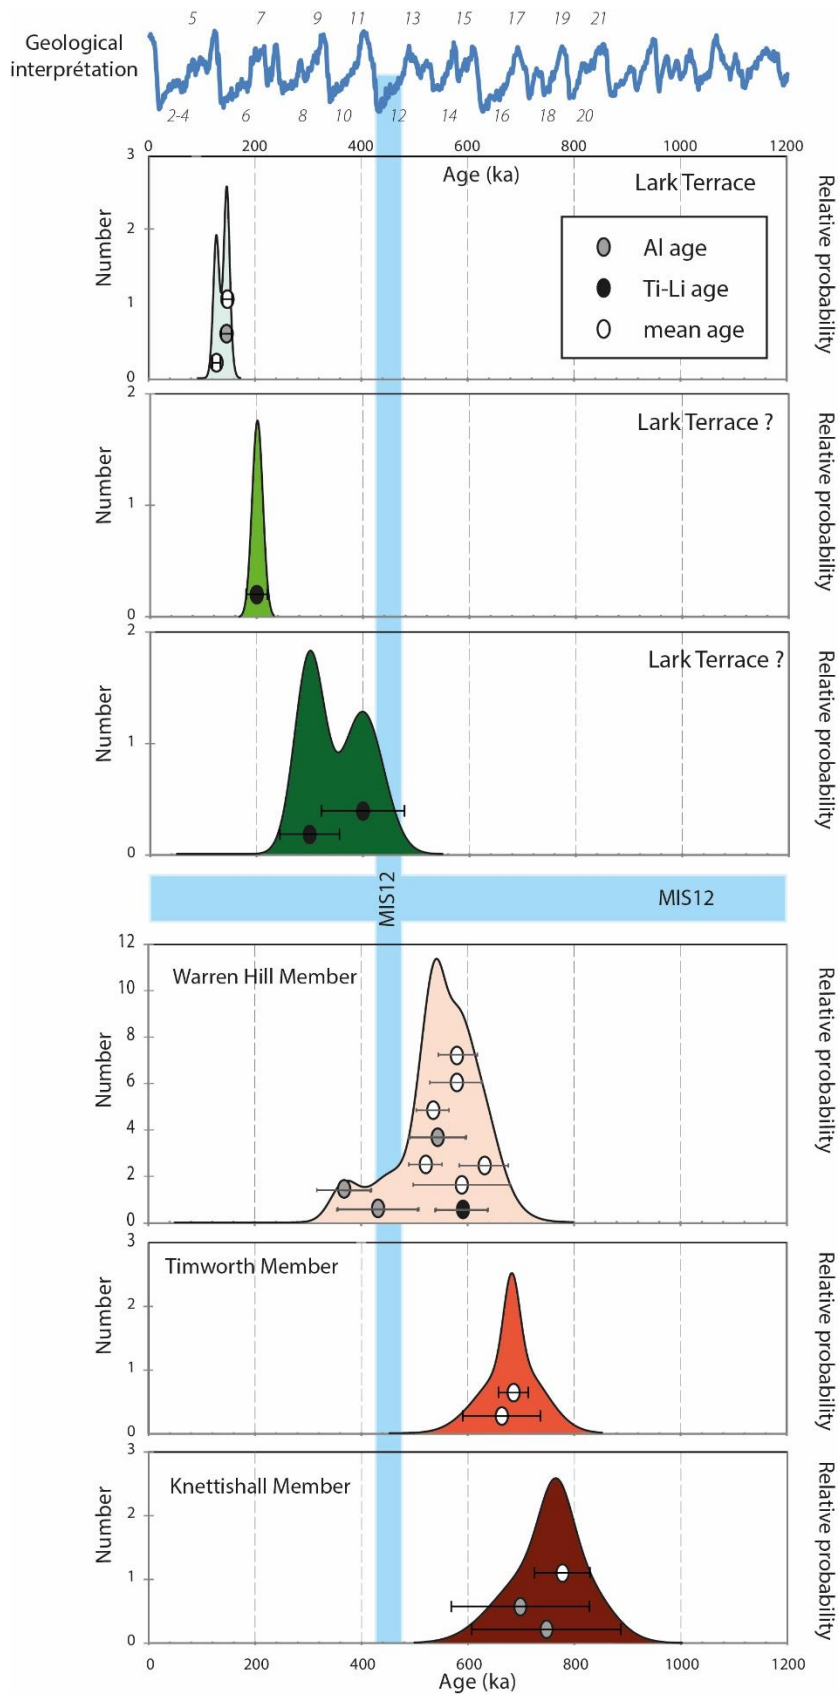 5 7 9 11 13 15 17 19 21
Geological
interprétation
2-4 6 8 10 12 14 16 18 20
0 200 400 600 800 1000 1200
Age (ka)
3
2
1
0
Number
Lark Terrace
Al age
Ti-Li age
mean age
Relative probability
2
1
0
Number
Lark Terrace ?
Relative probability
2
1
0
Number
Lark Terrace ?
Relative probability
MIS12
MIS12
12
10
8
6
4
2
0
Number
Warren Hill Member
Relative probability
3
2
1
0
Number
Timworth Member
Relative probability
3
2
1
0
Number
Knettishall Member
Relative probability
0 200 400 600 800 1000 1200
Age (ka)